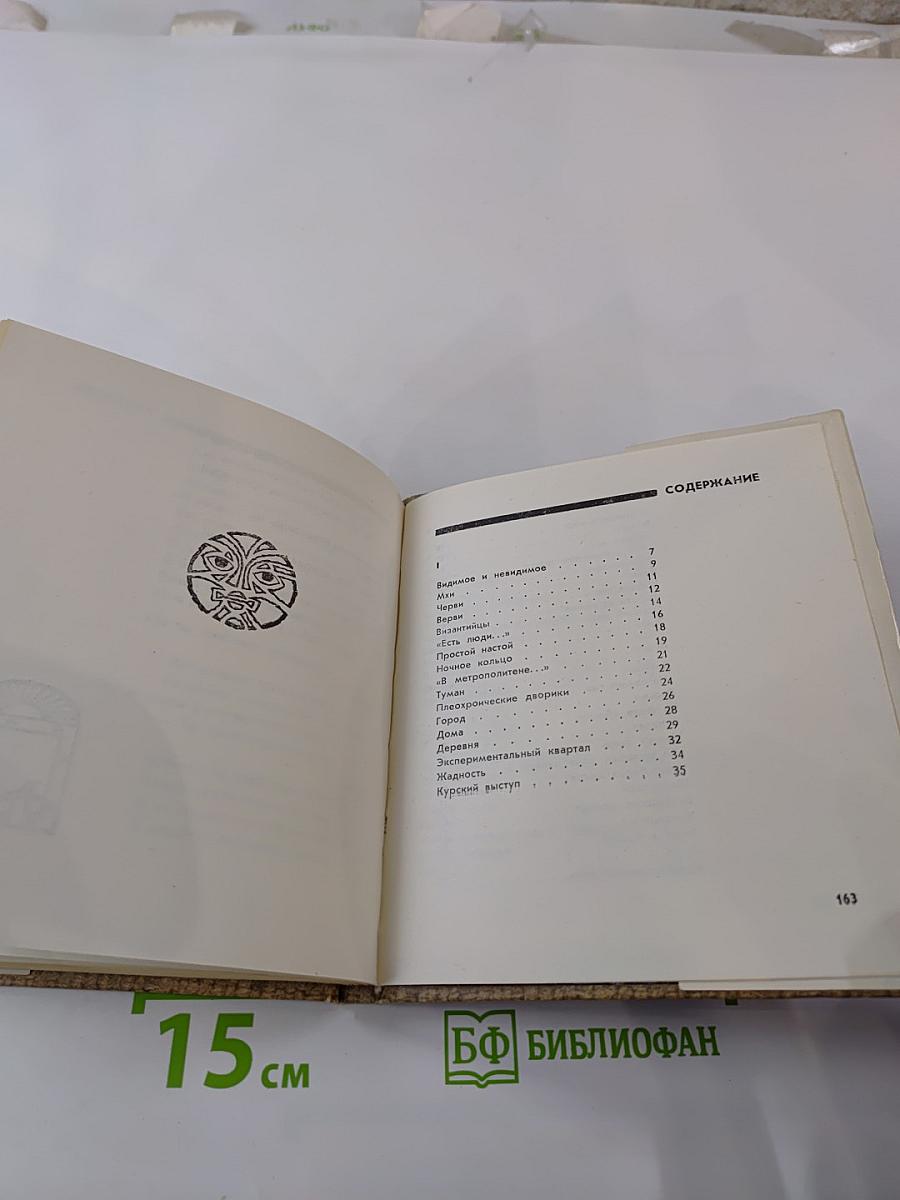 СОДЕРЖАНИЕ
I
Видимое и невидимое . . . . . . 7
Мхи . . . . . . . . . . . 9
Черви . . . . . . . . . . 11
Верви . . . . . . . . . . 12
Византийцы . . . . . . . . 14
«Есть люди...» . . . . . . . 16
Простой настой . . . . . . . 18
Ночное кольцо . . . . . . . 19
«В метрополитене...» . . . . . 21
Туман . . . . . . . . . . 22
Плеохроические дворики . . . . . 24
Город . . . . . . . . . . 26
Дома . . . . . . . . . . 28
Деревня . . . . . . . . . 29
Экспериментальный квартал . . . . 32
Жадность . . . . . . . . . 34
Курский выступ . . . . . . . 35
163
15 см
БФ БИБЛИОФАН